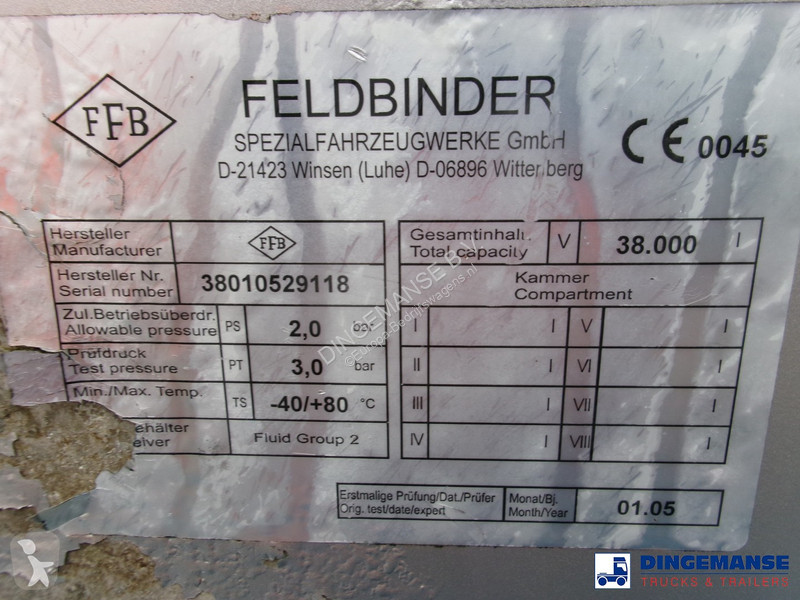 FFB
FELDBINDER
SPEZIALFAHRZEUGWERKE GmbH
D-21423 Winsen (Luhe) D-06896 Wittenberg
CE 0045
Hersteller
Manufacturer
FFB
Hersteller Nr.
Serial number
38010529118
Zul.Betriebsüberdr.
Allowable pressure
PS 2,0 bar
Prüfdruck
Test pressure
PT 3,0 bar
Min./Max. Temp.
TS -40/+80 °C
Fluid Group 2
Gesamtinhalt
Total capacity
V 38.000 l
Kammer
Compartment
I l V l
II l VI l
III l VII l
IV l VIII l
Erstmalige Prüfung/Dat./Prüfer
Orig. test/date/expert
Monat/Bj.
Month/Year
01.05
DINGEMANSE B.V.
DINGEMANSE
TRUCKS & TRAILERS